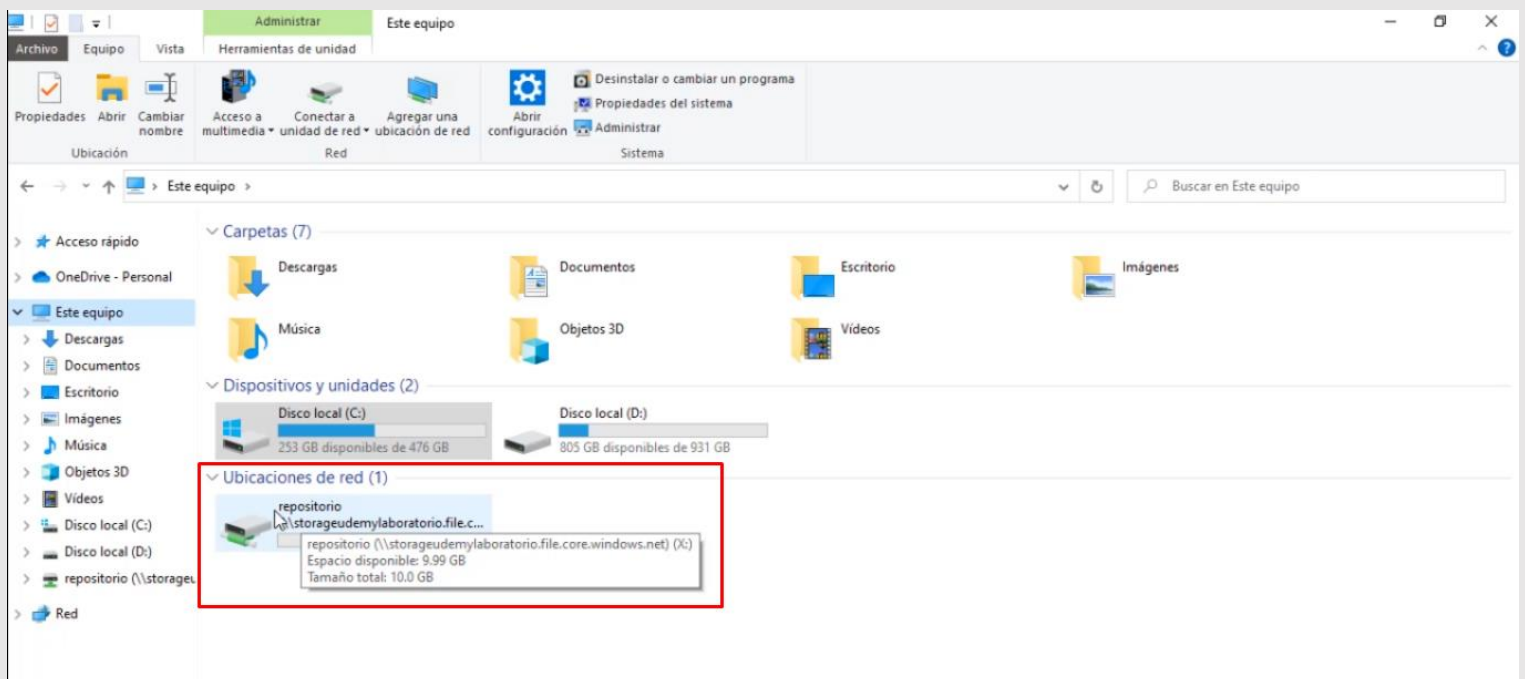 Administrar
Este equipo
Archivo
Equipo
Vista
Herramientas de unidad
Propiedades
Abrir
Cambiar
nombre
Ubicación
Acceso a
multimedia
Conectar a
unidad de red
Agregar una
ubicación de red
Red
Abrir
configuración
Desinstalar o cambiar un programa
Propiedades del sistema
Administrar
Sistema
Este equipo
Buscar en Este equipo
Acceso rápido
OneDrive - Personal
Este equipo
Descargas
Documentos
Escritorio
Imágenes
Música
Objetos 3D
Vídeos
Disco local (C:)
Disco local (D:)
repositorio (\\storageu
Red
Carpetas (7)
Descargas
Documentos
Escritorio
Imágenes
Música
Objetos 3D
Vídeos
Dispositivos y unidades (2)
Disco local (C:)
253 GB disponibles de 476 GB
Disco local (D:)
805 GB disponibles de 931 GB
Ubicaciones de red (1)
repositorio
\storageudemylaboratorio.file.c...
repositorio (\\storageudemylaboratorio.file.core.windows.net) (X:)
Espacio disponible: 9.99 GB
Tamaño total: 10.0 GB